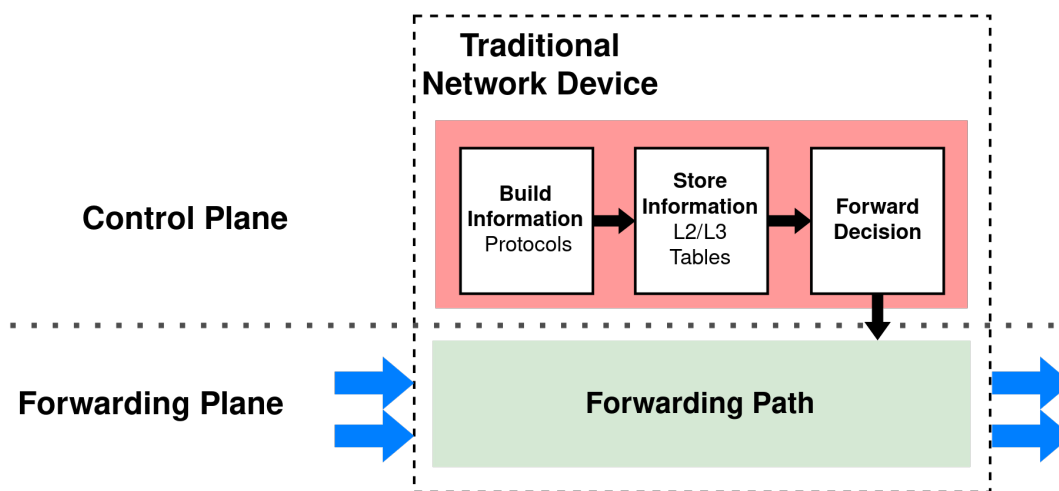 Traditional
Network Device
Control Plane
Build
Information
Protocols
Store
Information
L2/L3
Tables
Forward
Decision
Forwarding Plane
Forwarding Path